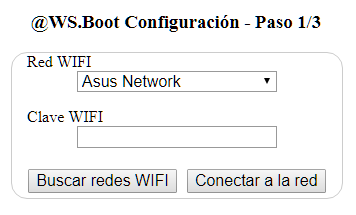 @WS.Boot Configuración - Paso 1/3
Red WIFI
Asus Network
Clave WIFI
Buscar redes WIFI Conectar a la red